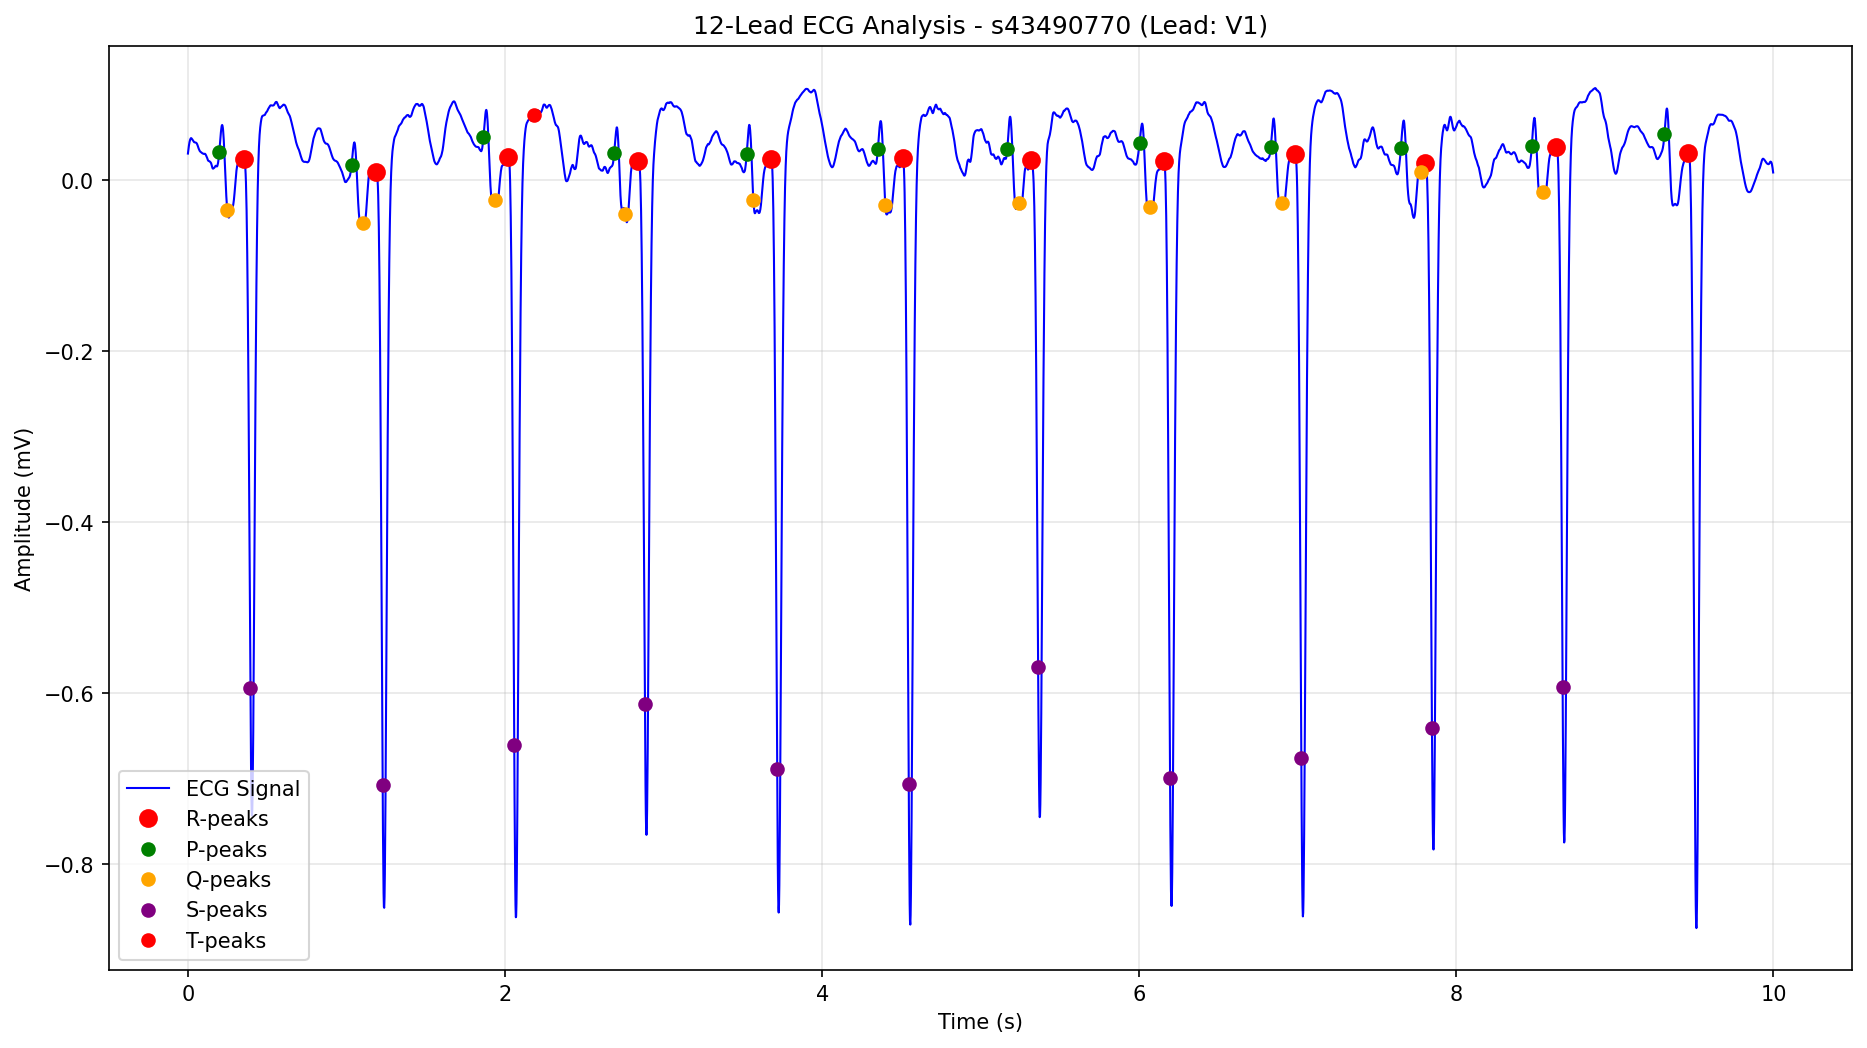 12-Lead ECG Analysis - s43490770 (Lead: V1)
Amplitude (mV)
0.0
−0.2
−0.4
−0.6
−0.8
ECG Signal
R-peaks
P-peaks
Q-peaks
S-peaks
T-peaks
0 2 4 6 8 10
Time (s)